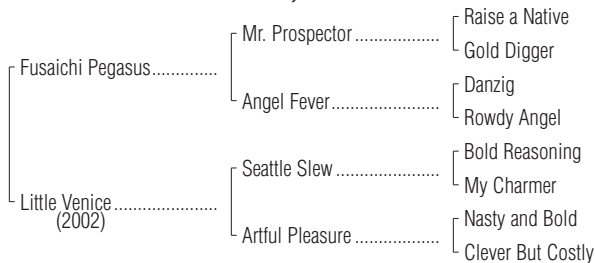 Raise a Native
Mr. Prospector ..................
Gold Digger
Fusaichi Pegasus..............
Danzig
Angel Fever.......................
Rowdy Angel
Bold Reasoning
Seattle Slew ......................
My Charmer
Little Venice ......................
(2002)
Nasty and Bold
Artful Pleasure ..................
Clever But Costly